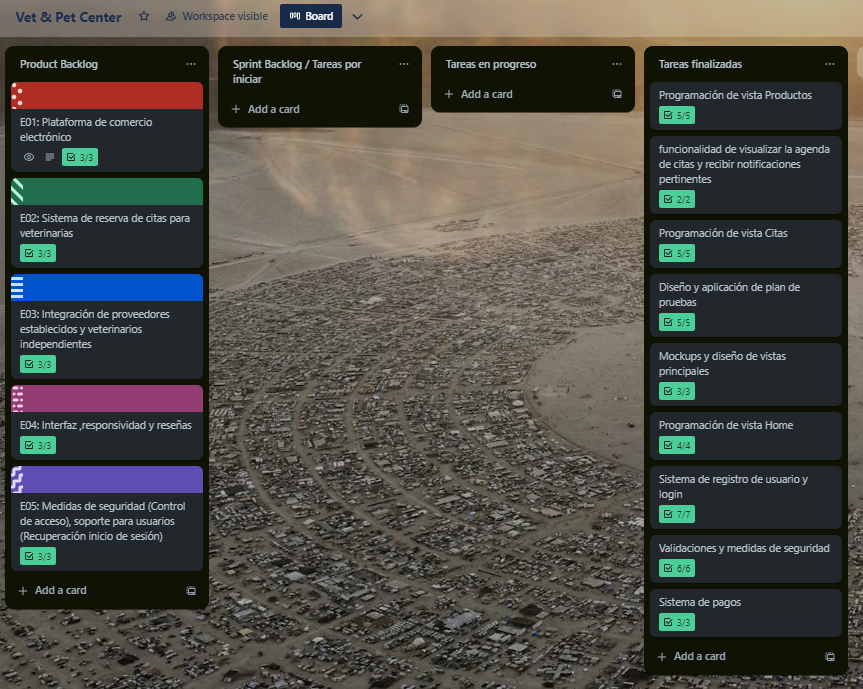 Vet & Pet Center
Workspace visible
Board
Product Backlog
E01: Plataforma de comercio
electrónico
3/3
E02: Sistema de reserva de citas para
veterinarias
3/3
E03: Integración de proveedores
establecidos y veterinarios
independientes
3/3
E04: Interfaz ,responsividad y reseñas
3/3
E05: Medidas de seguridad (Control
de acceso), soporte para usuarios
(Recuperación inicio de sesión)
3/3
+ Add a card
Sprint Backlog / Tareas por
iniciar
+ Add a card
Tareas en progreso
+ Add a card
Tareas finalizadas
Programación de vista Productos
5/5
funcionalidad de visualizar la agenda
de citas y recibir notificaciones
pertinentes
2/2
Programación de vista Citas
5/5
Diseño y aplicación de plan de
pruebas
5/5
Mockups y diseño de vistas
principales
3/3
Programación de vista Home
4/4
Sistema de registro de usuario y
login
7/7
Validaciones y medidas de seguridad
6/6
Sistema de pagos
3/3
+ Add a card